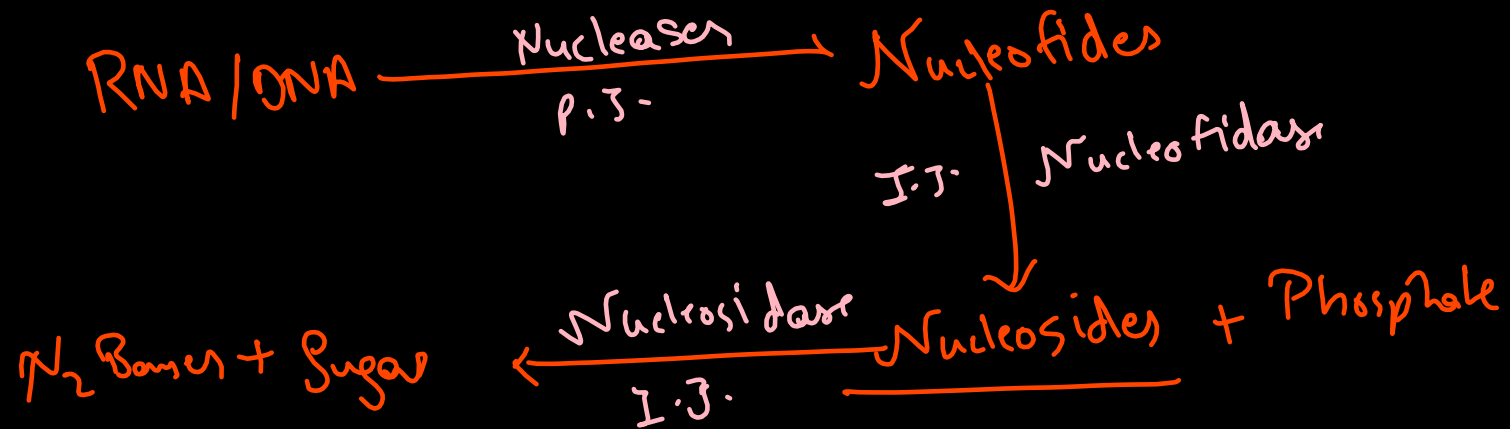 RNA/DNA Nucleases Nucleotides
P.J.
I.J. Nucleotidase
Nucleosides + Phosphate
Nucleosidase
I.J.
N₂ Bases + Sugar